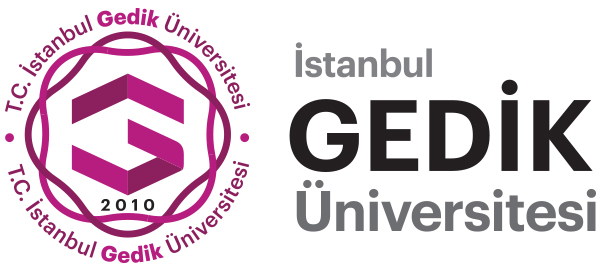 T.C. İstanbul Gedik Üniversitesi
2010
T.C. İstanbul Gedik Üniversitesi
İstanbul
GEDİK
Üniversitesi